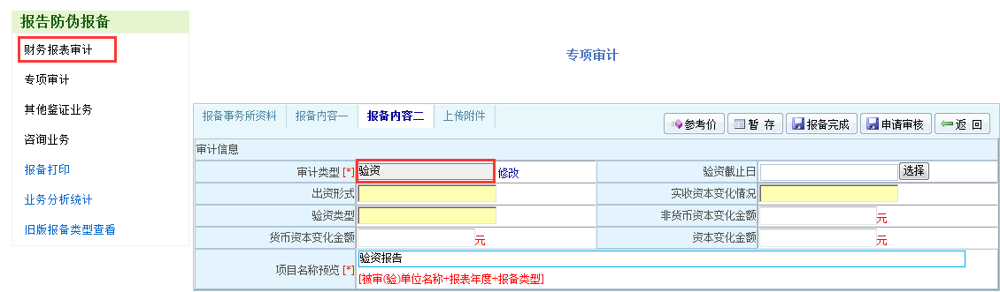 报告防伪报备
财务报表审计
专项审计
其他鉴证业务
咨询业务
报备打印
业务分析统计
旧版报备类型查看
专项审计
报备事务所资料 报备内容一 报备内容二 上传附件
参考价 暂 存 报备完成 申请审核 返 回
审计信息
审计类型 [*] 验资 修改 验资截止日 选择
出资形式 实收资本变化情况
验资类型 非货币资本变化金额 元
货币资本变化金额 元 资本变化金额 元
项目名称预览 [*] 验资报告
[被审(验)单位名称+报表年度+报备类型]